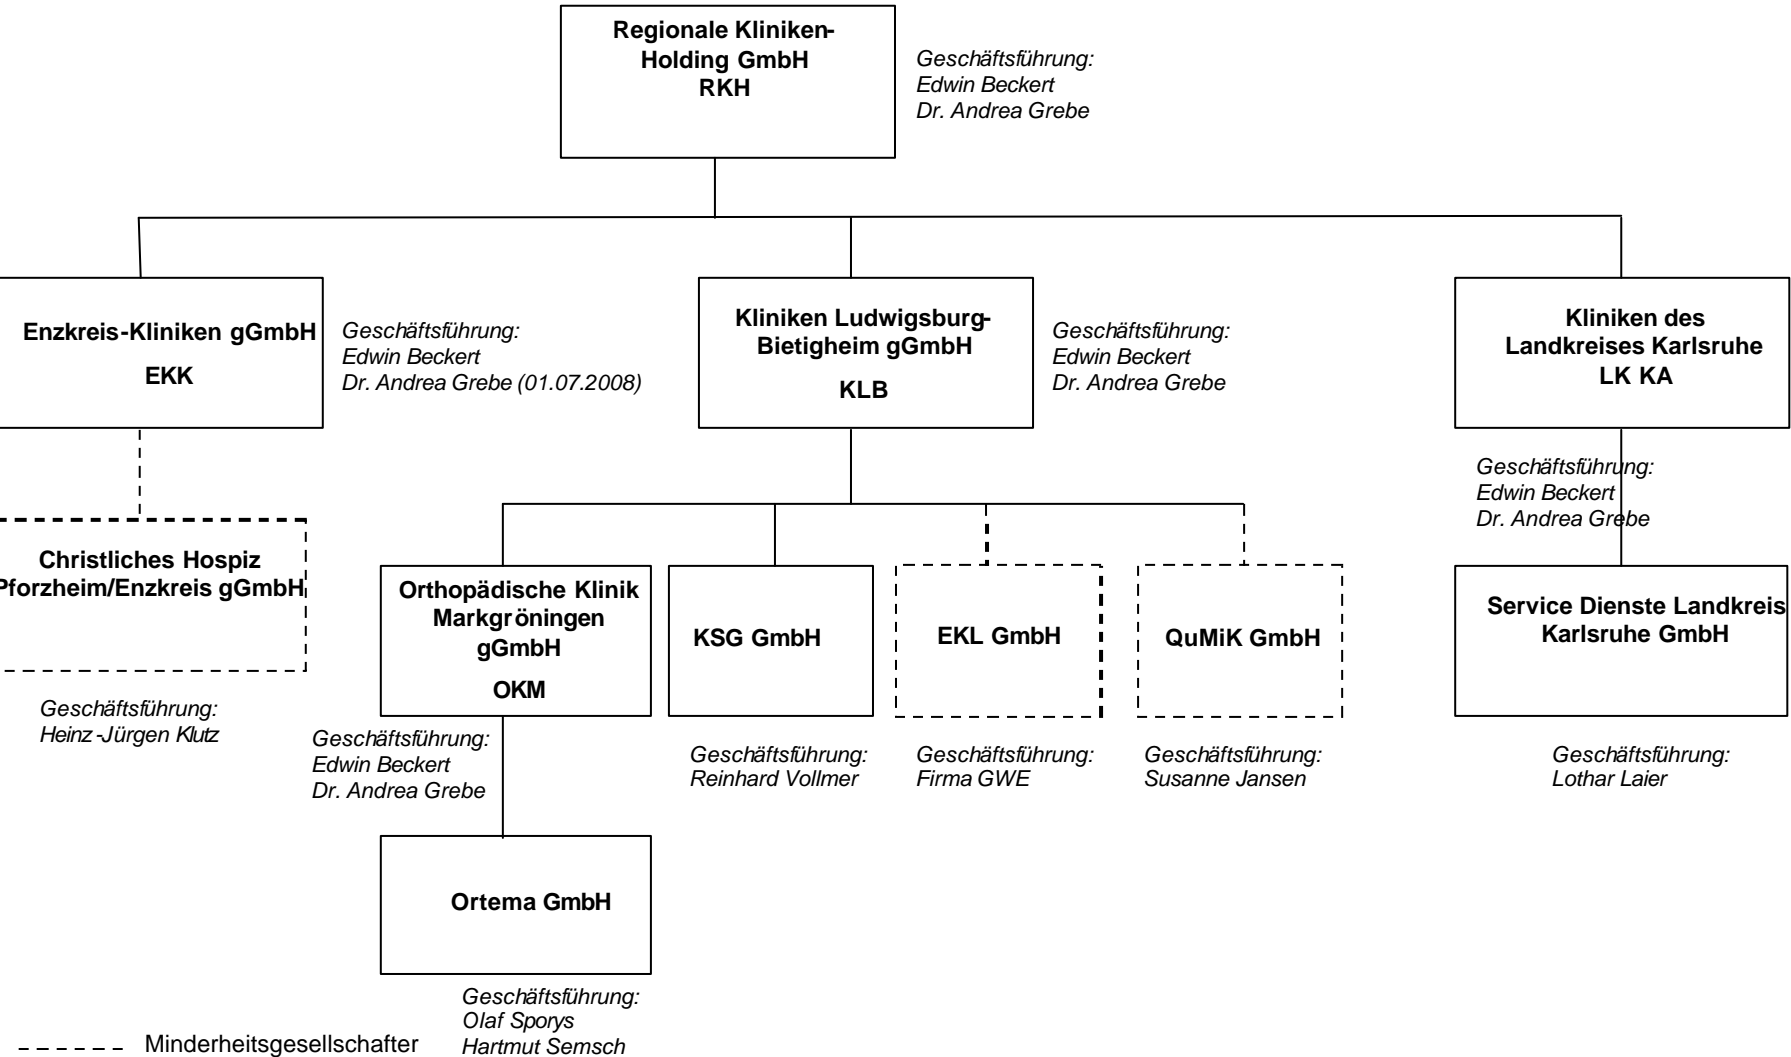 Regionale Kliniken-
Holding GmbH
RKH
Geschäftsführung:
Edwin Beckert
Dr. Andrea Grebe
Enzkreis-Kliniken gGmbH
EKK
Geschäftsführung:
Edwin Beckert
Dr. Andrea Grebe (01.07.2008)
Kliniken Ludwigsburg-
Bietigheim gGmbH
KLB
Geschäftsführung:
Edwin Beckert
Dr. Andrea Grebe
Kliniken des
Landkreises Karlsruhe
LK KA
Geschäftsführung:
Edwin Beckert
Dr. Andrea Grebe
Christliches Hospiz
Pforzheim/Enzkreis gGmbH
Geschäftsführung:
Heinz-Jürgen Klutz
Orthopädische Klinik
Markgröningen
gGmbH
OKM
Geschäftsführung:
Edwin Beckert
Dr. Andrea Grebe
KSG GmbH
Geschäftsführung:
Reinhard Vollmer
EKL GmbH
Geschäftsführung:
Firma GWE
QuMiK GmbH
Geschäftsführung:
Susanne Jansen
Service Dienste Landkreis
Karlsruhe GmbH
Geschäftsführung:
Lothar Laier
Ortema GmbH
Geschäftsführung:
Olaf Sporys
Hartmut Semsch
Minderheitsgesellschafter